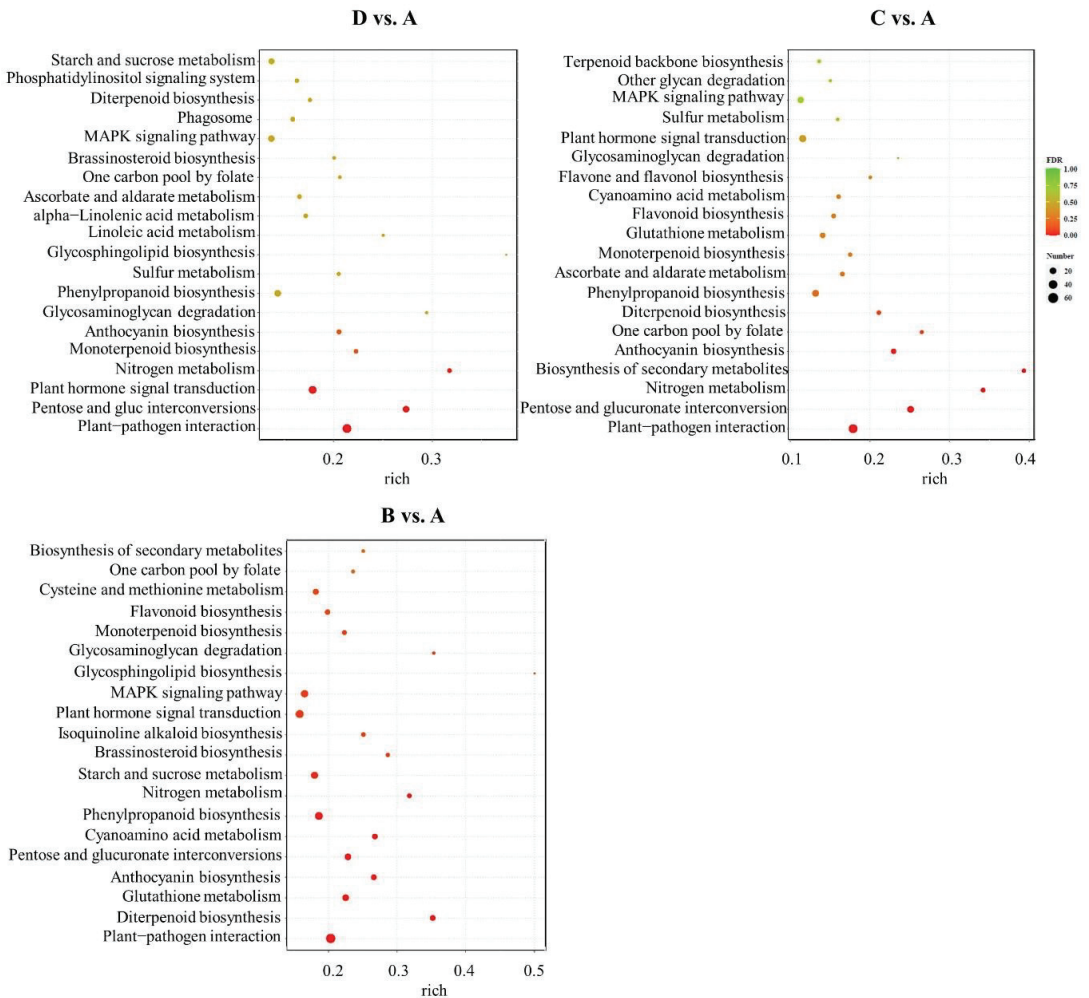 D vs. A
Starch and sucrose metabolism
Phosphatidylinositol signaling system
Diterpenoid biosynthesis
Phagosome
MAPK signaling pathway
Brassinosteroid biosynthesis
One carbon pool by folate
Ascorbate and aldarate metabolism
alpha−Linolenic acid metabolism
Linoleic acid metabolism
Glycosphingolipid biosynthesis
Sulfur metabolism
Phenylpropanoid biosynthesis
Glycosaminoglycan degradation
Anthocyanin biosynthesis
Monoterpenoid biosynthesis
Nitrogen metabolism
Plant hormone signal transduction
Pentose and gluc interconversions
Plant−pathogen interaction
0.2 0.3
rich
C vs. A
Terpenoid backbone biosynthesis
Other glycan degradation
MAPK signaling pathway
Sulfur metabolism
Plant hormone signal transduction
Glycosaminoglycan degradation
Flavone and flavonol biosynthesis
Cyanoamino acid metabolism
Flavonoid biosynthesis
Glutathione metabolism
Monoterpenoid biosynthesis
Ascorbate and aldarate metabolism
Phenylpropanoid biosynthesis
Diterpenoid biosynthesis
One carbon pool by folate
Anthocyanin biosynthesis
Biosynthesis of secondary metabolites
Nitrogen metabolism
Pentose and glucuronate interconversion
Plant−pathogen interaction
0.1 0.2 0.3 0.4
rich
FDR
1.00
0.75
0.50
0.25
0.00
Number
20
40
60
B vs. A
Biosynthesis of secondary metabolites
One carbon pool by folate
Cysteine and methionine metabolism
Flavonoid biosynthesis
Monoterpenoid biosynthesis
Glycosaminoglycan degradation
Glycosphingolipid biosynthesis
MAPK signaling pathway
Plant hormone signal transduction
Isoquinoline alkaloid biosynthesis
Brassinosteroid biosynthesis
Starch and sucrose metabolism
Nitrogen metabolism
Phenylpropanoid biosynthesis
Cyanoamino acid metabolism
Pentose and glucuronate interconversions
Anthocyanin biosynthesis
Glutathione metabolism
Diterpenoid biosynthesis
Plant−pathogen interaction
0.2 0.3 0.4 0.5
rich